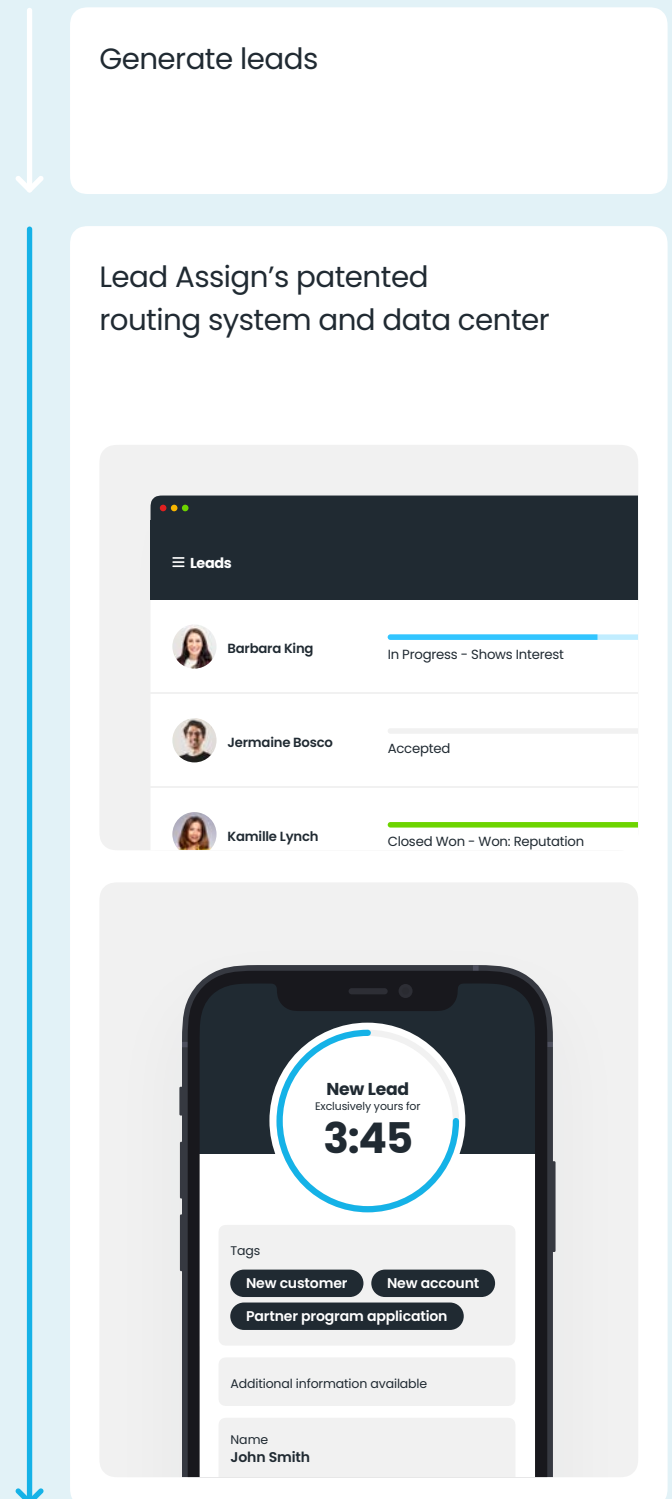 Generate leads
Lead Assign’s patented
routing system and data center
Leads
Barbara King
In Progress - Shows Interest
Jermaine Bosco
Accepted
Kamille Lynch
Closed Won - Won: Reputation
New Lead
Exclusively yours for
3:45
Tags
New customer New account
Partner program application
Additional information available
Name
John Smith